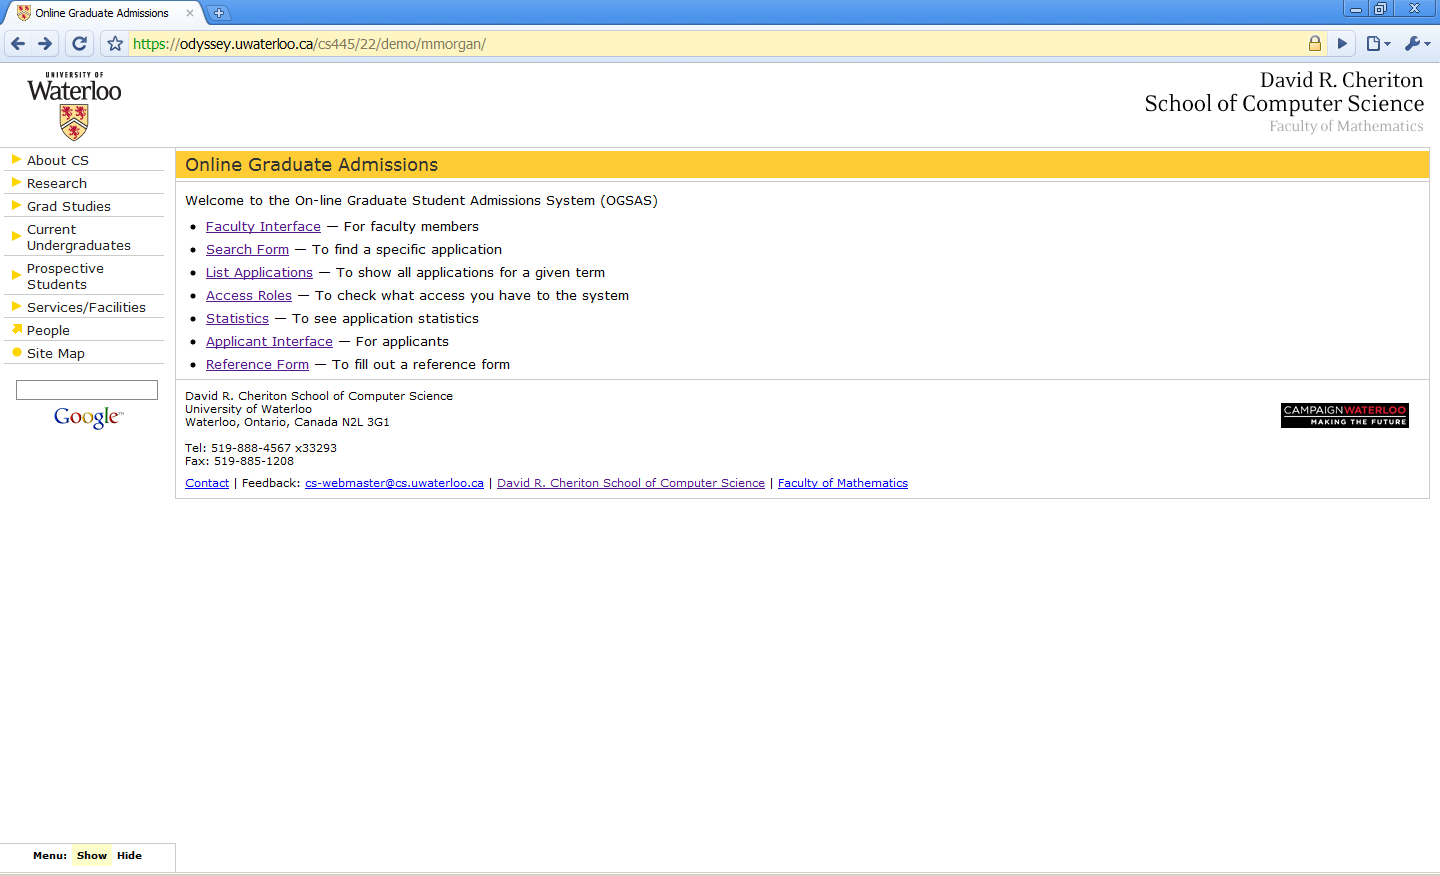 Online Graduate Admissions
https://odyssey.uwaterloo.ca/cs445/22/demo/mmorgan/
UNIVERSITY OF
Waterloo
David R. Cheriton
School of Computer Science
Faculty of Mathematics
About CS
Research
Grad Studies
Current
Undergraduates
Prospective
Students
Services/Facilities
People
Site Map
Google™
Online Graduate Admissions
Welcome to the On-line Graduate Student Admissions System (OGSAS)
Faculty Interface — For faculty members
Search Form — To find a specific application
List Applications — To show all applications for a given term
Access Roles — To check what access you have to the system
Statistics — To see application statistics
Applicant Interface — For applicants
Reference Form — To fill out a reference form
David R. Cheriton School of Computer Science
University of Waterloo
Waterloo, Ontario, Canada N2L 3G1
Tel: 519-888-4567 x33293
Fax: 519-885-1208
CAMPAIGN WATERLOO
MAKING THE FUTURE
Contact | Feedback: cs-webmaster@cs.uwaterloo.ca | David R. Cheriton School of Computer Science | Faculty of Mathematics
Menu: Show Hide